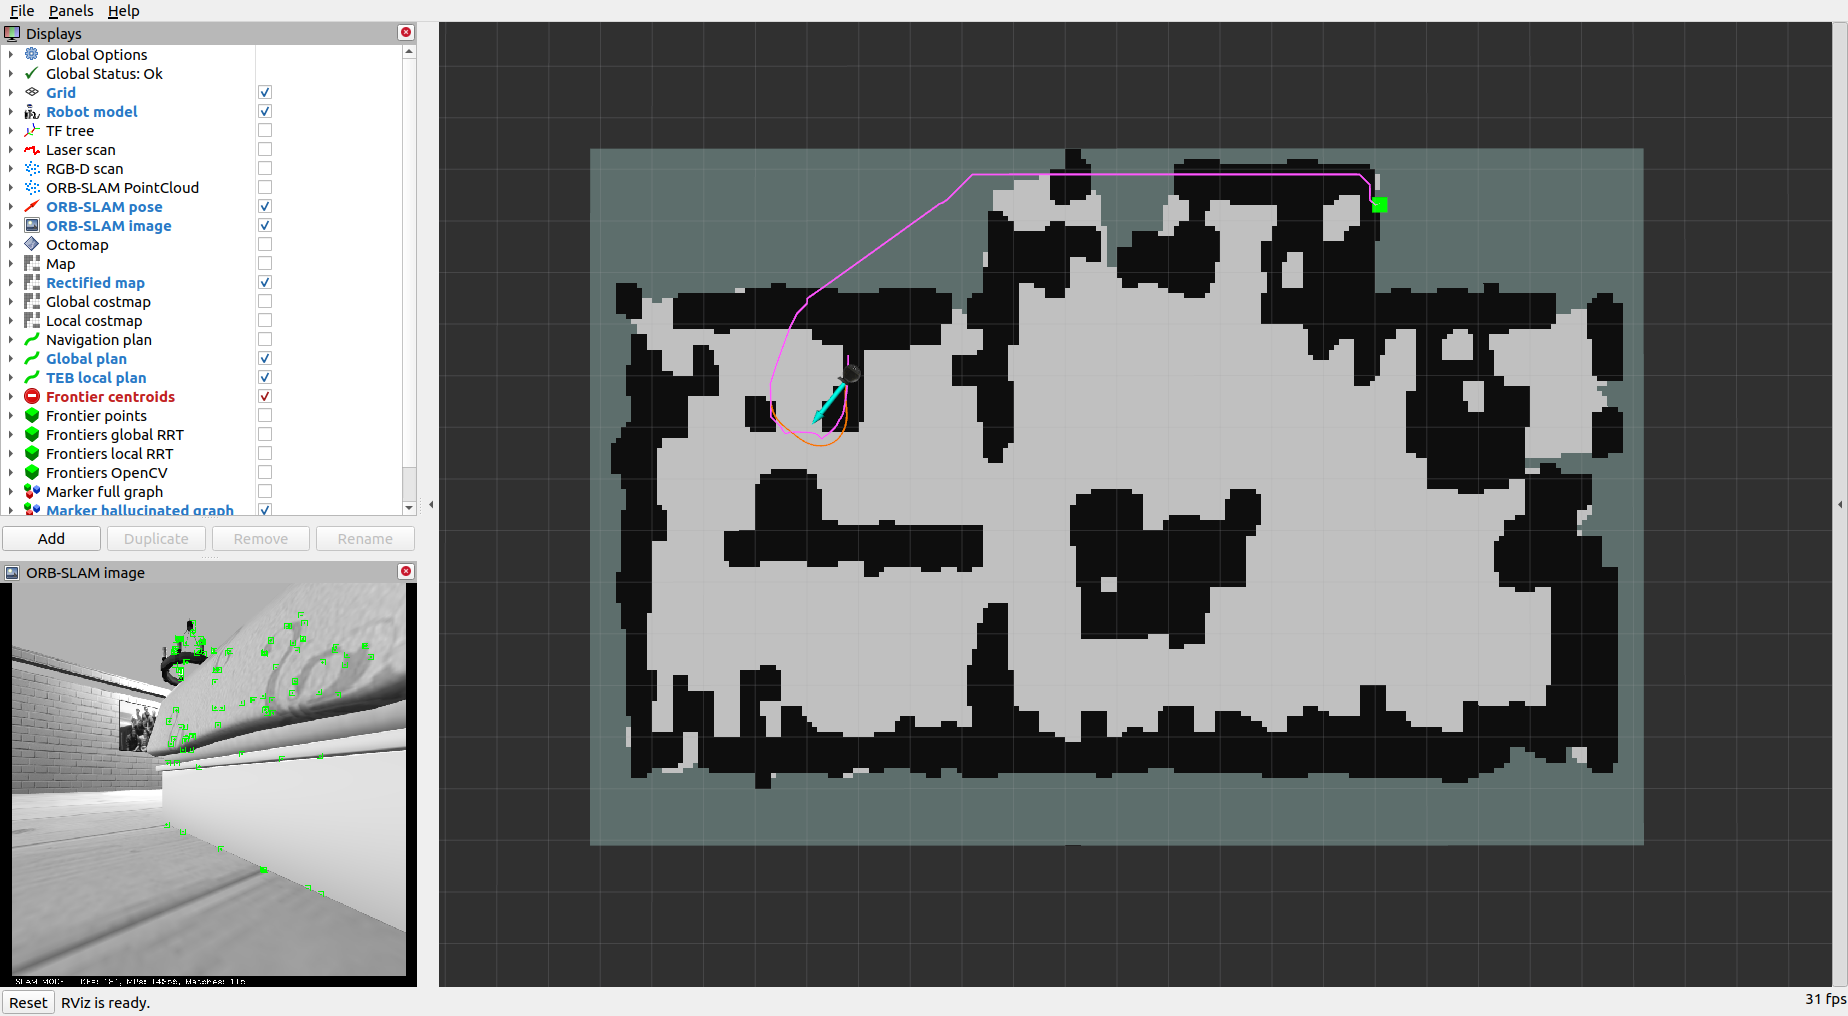 File Panels Help
Displays
Global Options
Global Status: Ok
Grid
Robot model
TF tree
Laser scan
RGB-D scan
ORB-SLAM PointCloud
ORB-SLAM pose
ORB-SLAM image
Octomap
Map
Rectified map
Global costmap
Local costmap
Navigation plan
Global plan
TEB local plan
Frontier centroids
Frontier points
Frontiers global RRT
Frontiers local RRT
Frontiers OpenCV
Marker full graph
Marker hallucinated graph
Add Duplicate Remove Rename
ORB-SLAM image
Reset RViz is ready.
31 fps